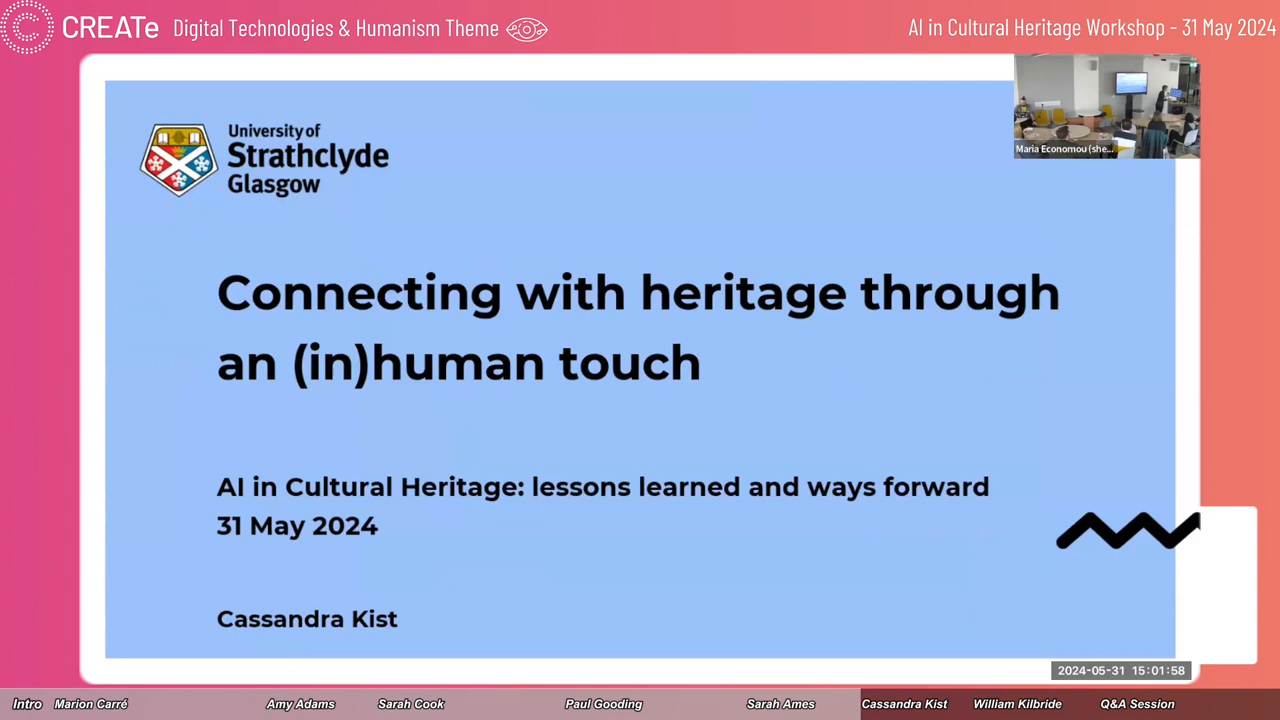 CREATe Digital Technologies & Humanism Theme
AI in Cultural Heritage Workshop - 31 May 2024
Maria Economou (she...
University of
Strathclyde
Glasgow
Connecting with heritage through
an (in)human touch
AI in Cultural Heritage: lessons learned and ways forward
31 May 2024
Cassandra Kist
2024-05-31 15:01:58
Intro Marion Carré Amy Adams Sarah Cook Paul Gooding Sarah Ames Cassandra Kist William Kilbride Q&A Session